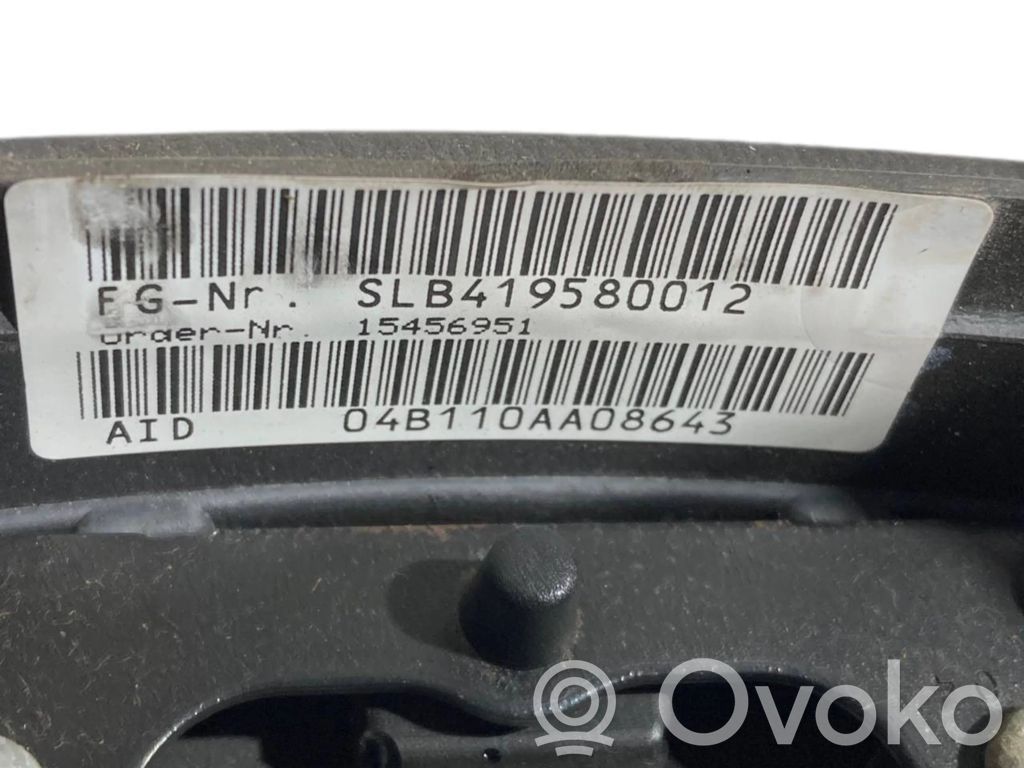 FG-Nr. SLB419580012
Order-Nr. 15456951
AID 04B110AA08643
Ovoko